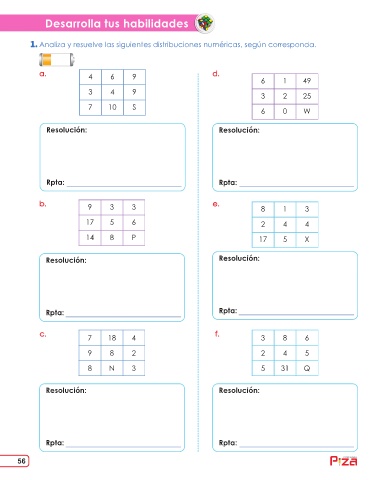 Desarrolla tus habilidades
1. Analiza y resuelve las siguientes distribuciones numéricas, según corresponda.
a.
4 6 9
3 4 9
7 10 S
Resolución:
Rpta:
b.
9 3 3
17 5 6
14 8 P
Resolución:
Rpta:
c.
7 18 4
9 8 2
8 N 3
Resolución:
Rpta:
d.
6 1 49
3 2 25
6 0 W
Resolución:
Rpta:
e.
8 1 3
2 4 4
17 5 X
Resolución:
Rpta:
f.
3 8 6
2 4 5
5 31 Q
Resolución:
Rpta:
56